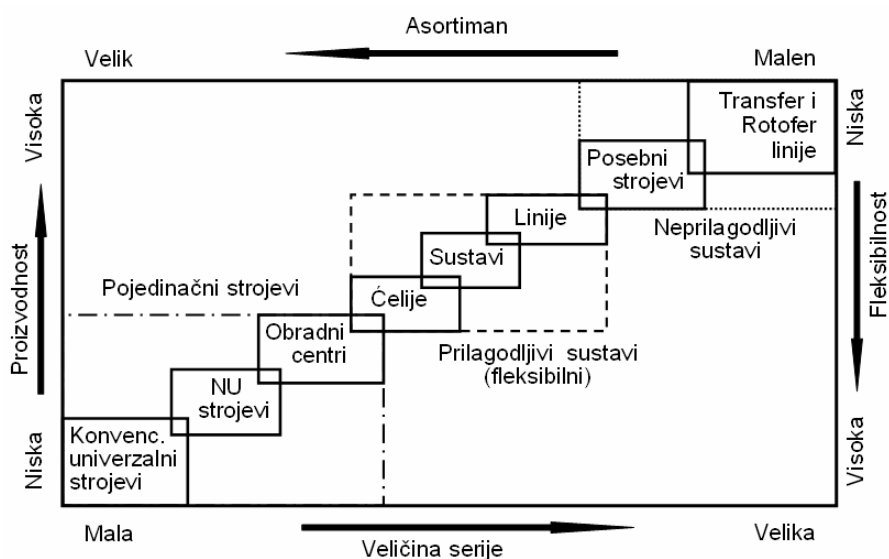 Asortiman
Velik
Malen
Visoka
Niska
Transfer i
Rotofer
linije
Posebni
strojevi
Linije
Neprilagodljivi
sustavi
Sustavi
Pojedinačni strojevi
Ćelije
Proizvodnost
Fleksibilnost
Obradni
centri
Prilagodljivi sustavi
(fleksibilni)
NU
strojevi
Konvenc.
univerzalni
strojevi
Niska
Visoka
Mala
Velika
Veličina serije